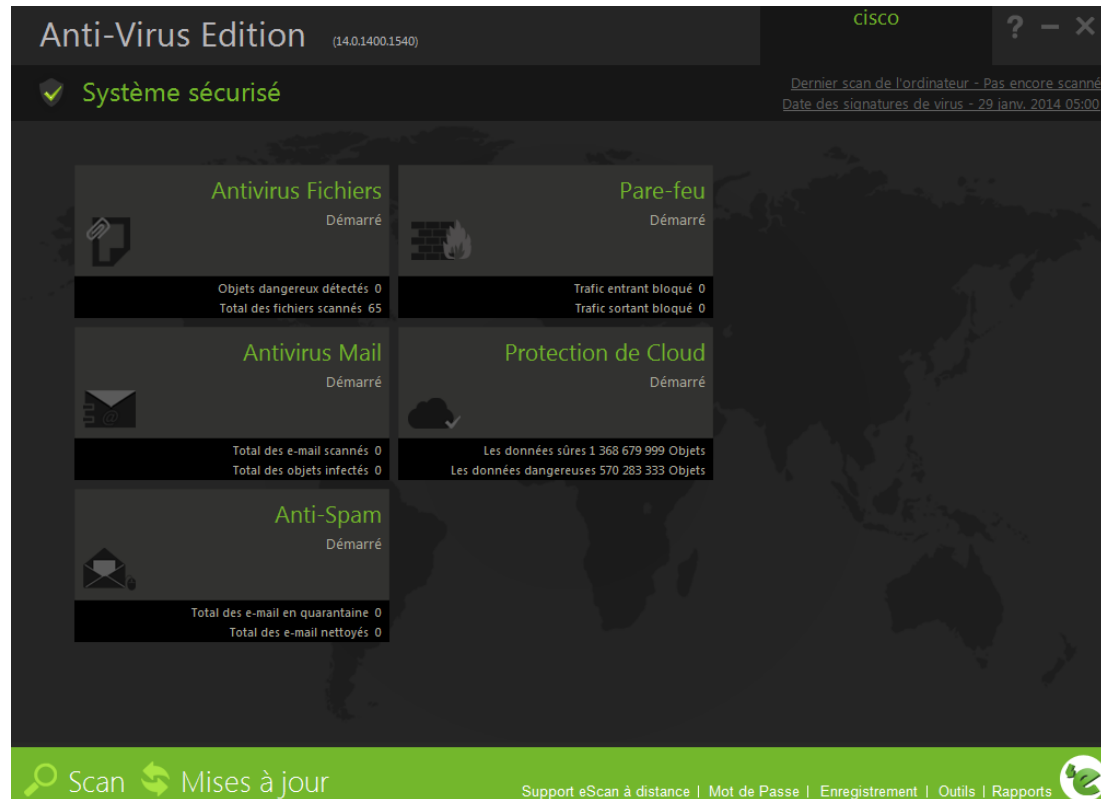 Anti-Virus Edition (14.0.1400.1540)
cisco
? − ×
Système sécurisé
Dernier scan de l'ordinateur - Pas encore scanné
Date des signatures de virus - 29 janv. 2014 05:00
Antivirus Fichiers
Démarré
Objets dangereux détectés 0
Total des fichiers scannés 65
Pare-feu
Démarré
Trafic entrant bloqué 0
Trafic sortant bloqué 0
Antivirus Mail
Démarré
Total des e-mail scannés 0
Total des objets infectés 0
Protection de Cloud
Démarré
Les données sûres 1 368 679 999 Objets
Les données dangereuses 570 283 333 Objets
Anti-Spam
Démarré
Total des e-mail en quarantaine 0
Total des e-mail nettoyés 0
Scan
Mises à jour
Support eScan à distance | Mot de Passe | Enregistrement | Outils | Rapports